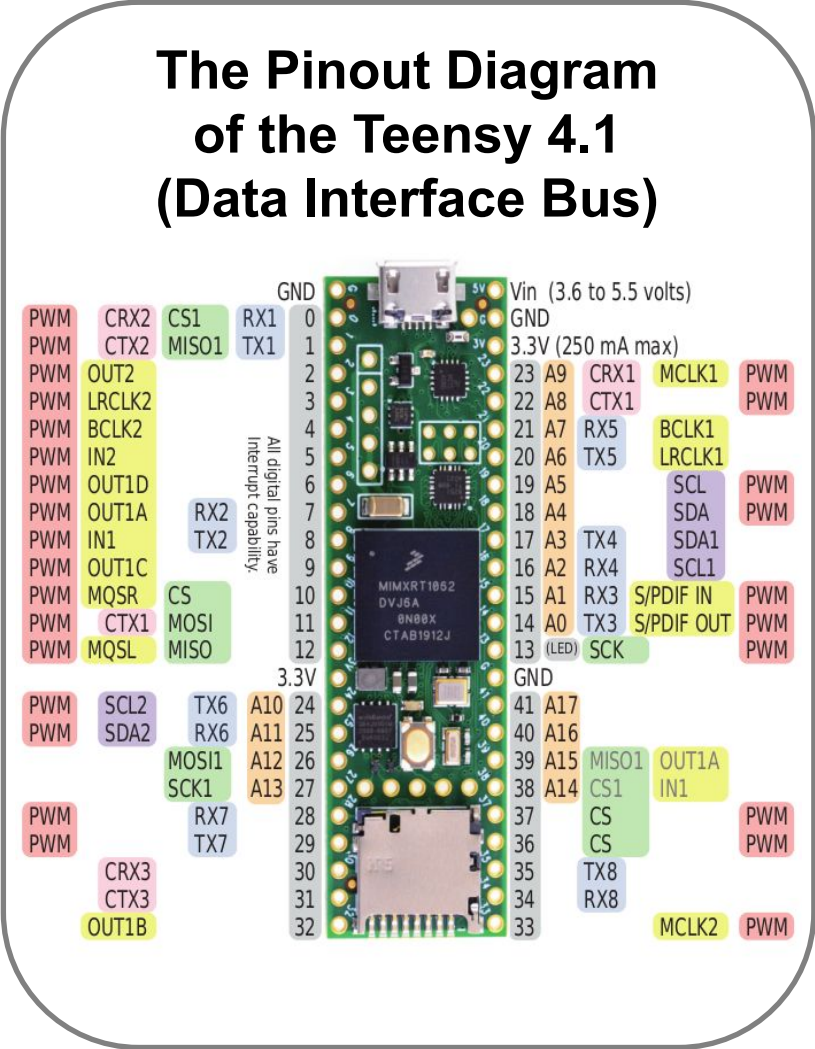 The Pinout Diagram
of the Teensy 4.1
(Data Interface Bus)
GND Vin (3.6 to 5.5 volts)
PWM CRX2 CS1 RX1 0 GND
PWM CTX2 MISO1 TX1 1 3.3V (250 mA max)
PWM OUT2 2 23 A9 CRX1 MCLK1 PWM
PWM LRCLK2 3 22 A8 CTX1 PWM
PWM BCLK2 4 21 A7 RX5 BCLK1
PWM IN2 5 20 A6 TX5 LRCLK1
PWM OUT1D 6 19 A5 SCL PWM
PWM OUT1A RX2 7 18 A4 SDA PWM
PWM IN1 TX2 8 17 A3 TX4 SDA1
PWM OUT1C 9 16 A2 RX4 SCL1
PWM MQSR CS 10 15 A1 RX3 S/PDIF IN PWM
PWM CTX1 MOSI 11 14 A0 TX3 S/PDIF OUT PWM
PWM MQSL MISO 12 13 (LED) SCK PWM
3.3V GND
PWM SCL2 TX6 A10 24 41 A17
PWM SDA2 RX6 A11 25 40 A16
MOSI1 A12 26 39 A15 MISO1 OUT1A
SCK1 A13 27 38 A14 CS1 IN1
PWM RX7 28 37 CS PWM
PWM TX7 29 36 CS PWM
CRX3 30 35 TX8
CTX3 31 34 RX8
OUT1B 32 33 MCLK2 PWM
All digital pins have
Interrupt capability.
MIMXRT1062
DVJ6A
0N00X
CTAB1912J